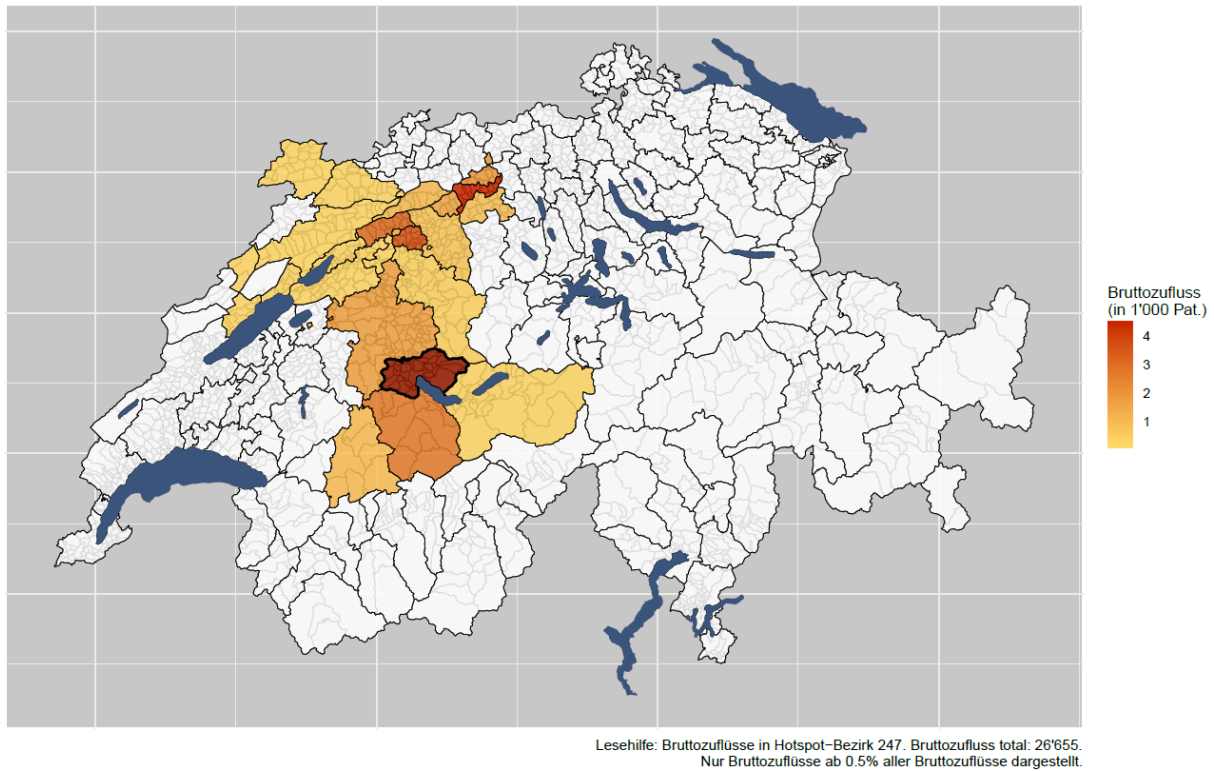 Bruttozufluss
(in 1'000 Pat.)
4
3
2
1
Lesehilfe: Bruttozuflüsse in Hotspot−Bezirk 247. Bruttozufluss total: 26'655.
Nur Bruttozuflüsse ab 0.5% aller Bruttozuflüsse dargestellt.